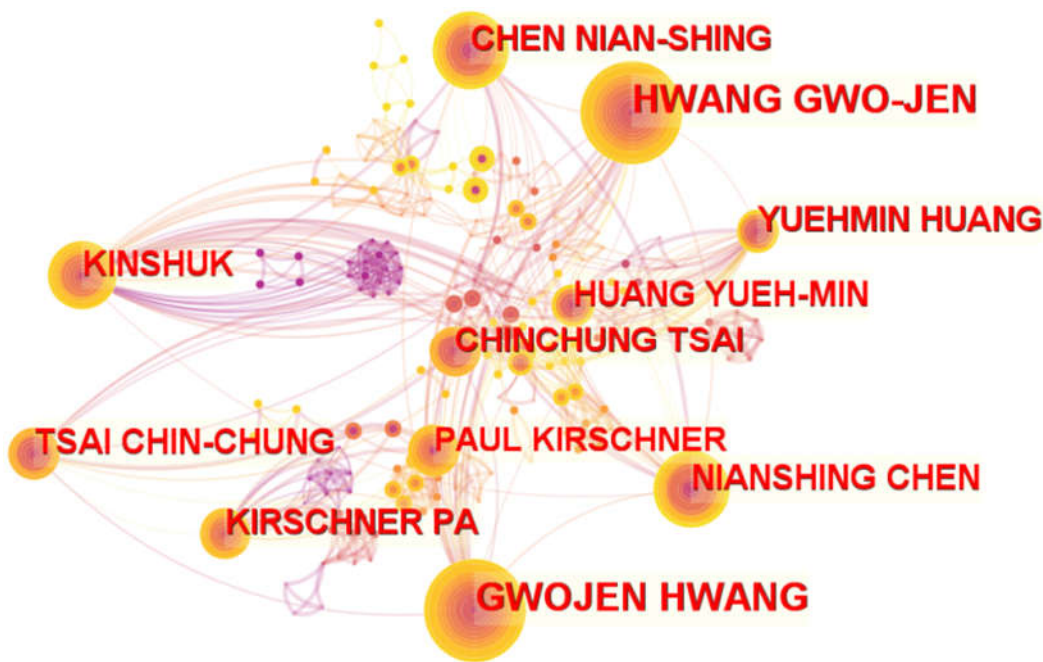 CHEN NIAN-SHING
HWANG GWO-JEN
YUEHMIN HUANG
KINSHUK
HUANG YUEH-MIN
CHINCHUNG TSAI
TSAI CHIN-CHUNG
PAUL KIRSCHNER
NIANSHING CHEN
KIRSCHNER PA
GWOJEN HWANG